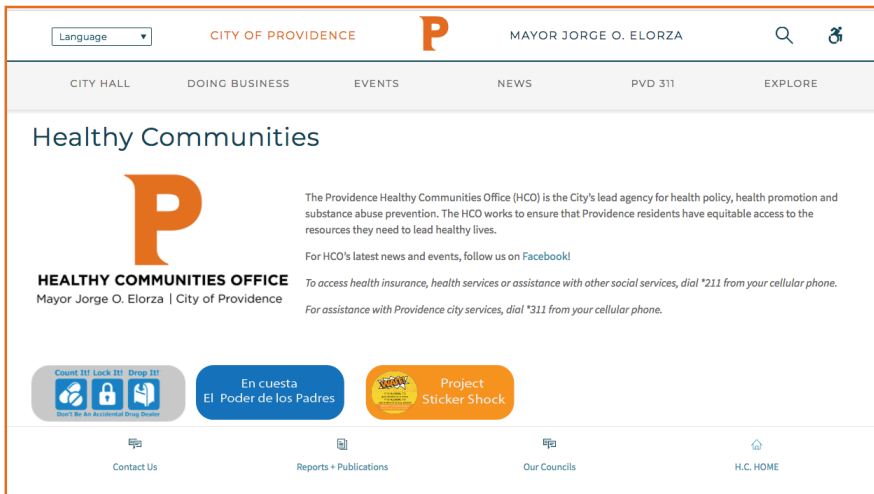 Language
CITY OF PROVIDENCE
P
MAYOR JORGE O. ELORZA
CITY HALL
DOING BUSINESS
EVENTS
NEWS
PVD 311
EXPLORE
Healthy Communities
P
HEALTHY COMMUNITIES OFFICE
Mayor Jorge O. Elorza | City of Providence
The Providence Healthy Communities Office (HCO) is the City's lead agency for health policy, health promotion and
substance abuse prevention. The HCO works to ensure that Providence residents have equitable access to the
resources they need to lead healthy lives.
For HCO's latest news and events, follow us on Facebook!
To access health insurance, health services or assistance with other social services, dial *211 from your cellular phone.
For assistance with Providence city services, dial *311 from your cellular phone.
Count It! Lock It! Drop It!
Don't Be An Accidental Drug Dealer
En cuesta
El Poder de los Padres
Project
Sticker Shock
Contact Us
Reports + Publications
Our Councils
H.C. HOME